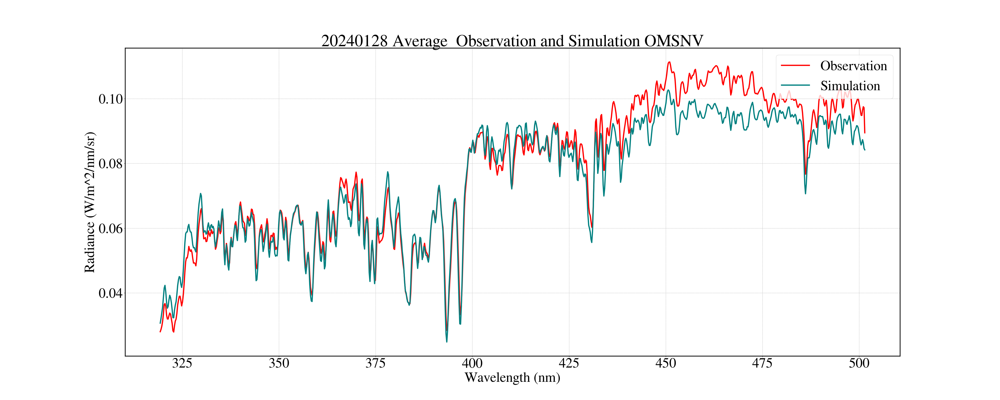 20240128 Average  Observation and Simulation OMSNV
Observation
Simulation
Radiance (W/m^2/nm/sr)
0.10
0.08
0.06
0.04
325 350 375 400 425 450 475 500
Wavelength (nm)